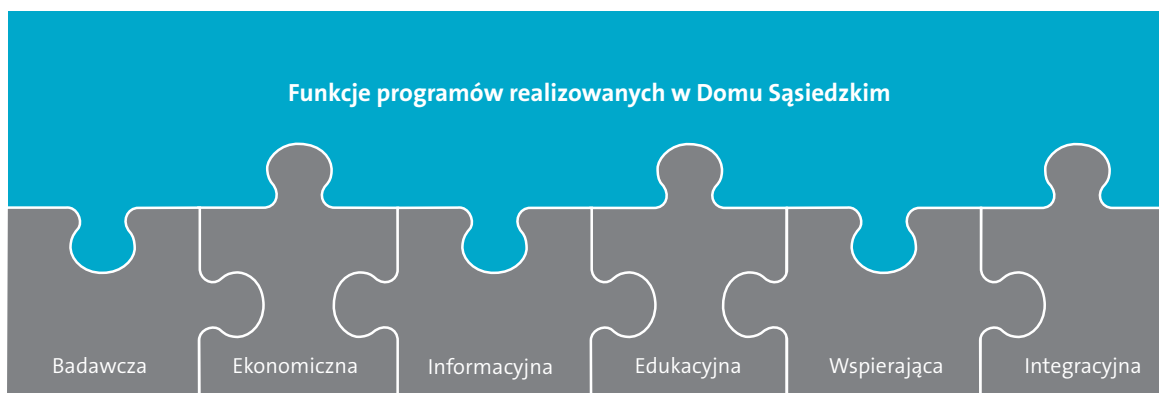 Funkcje programów realizowanych w Domu Sąsiedzkim
Badawcza
Ekonomiczna
Informacyjna
Edukacyjna
Wspierająca
Integracyjna